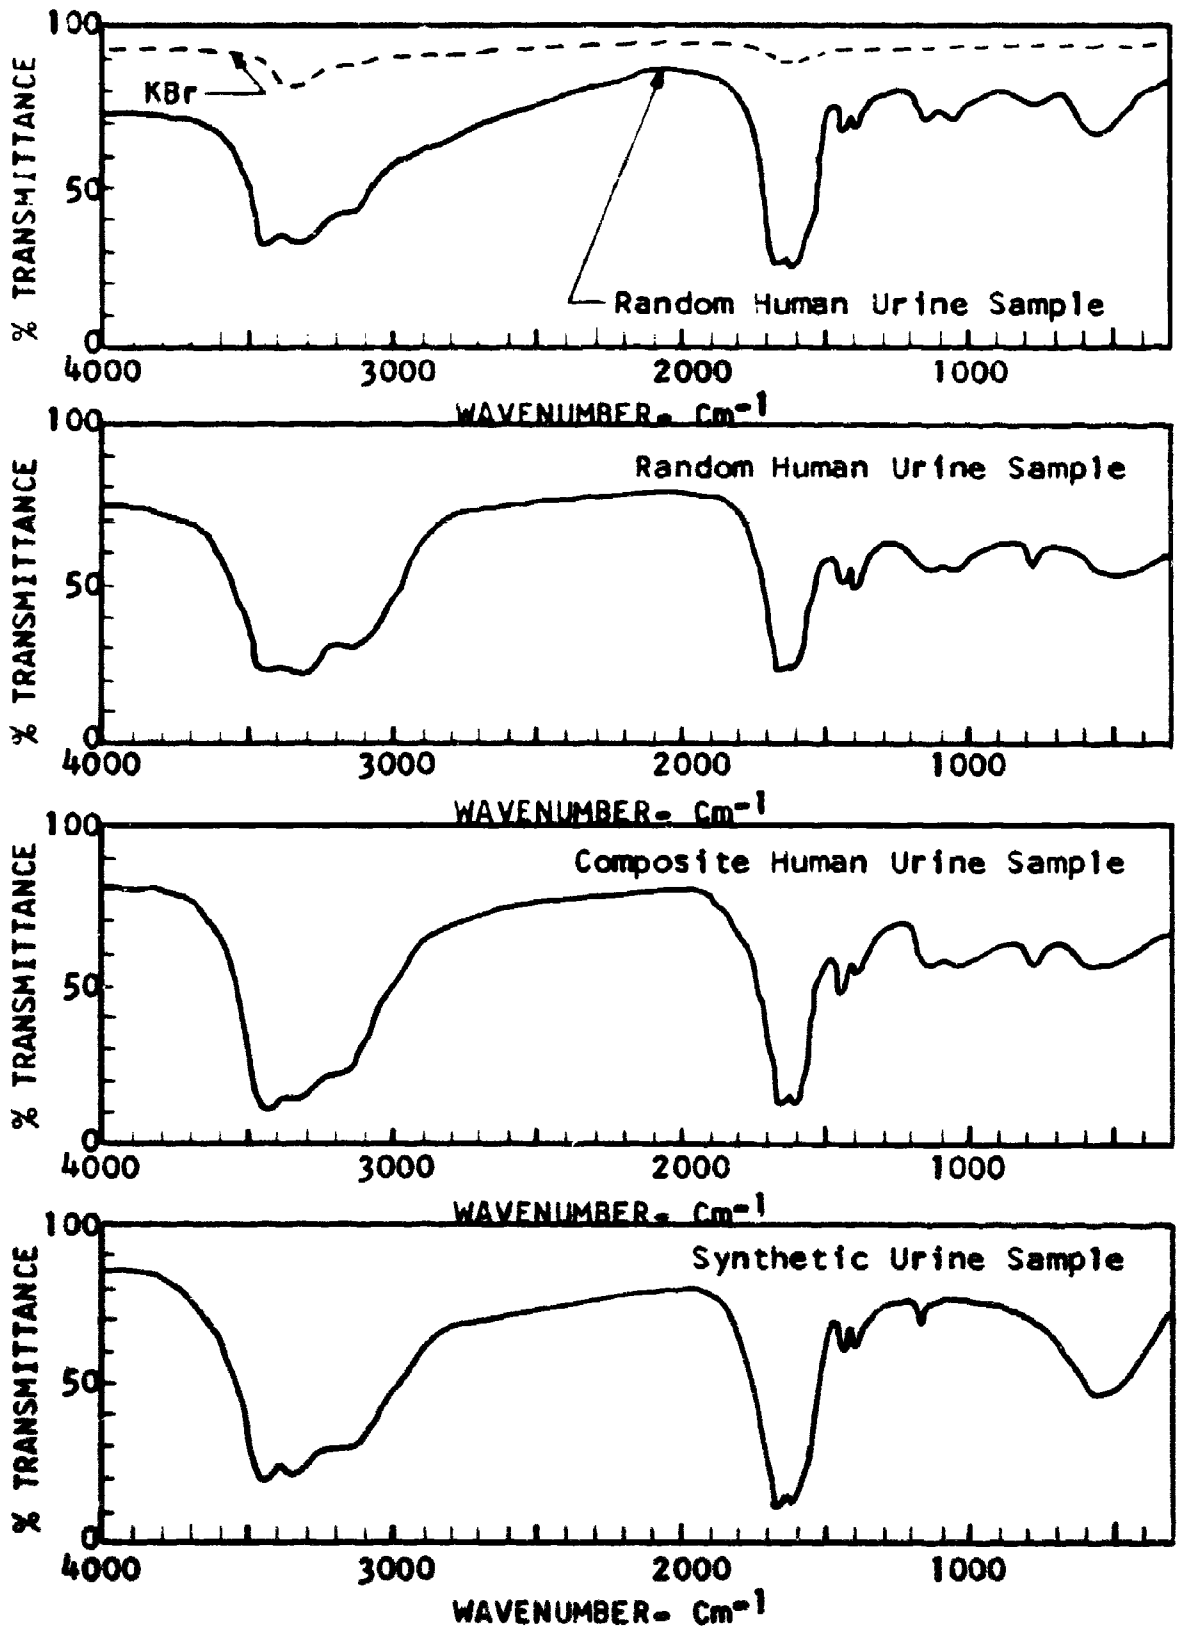 100
% TRANSMITTANCE
KBr
50
Random Human Urine Sample
0
4000 3000 2000 1000
WAVENUMBER- Cm-1
100
Random Human Urine Sample
% TRANSMITTANCE
50
0
4000 3000 2000 1000
WAVENUMBER- Cm-1
100
Composite Human Urine Sample
% TRANSMITTANCE
50
0
4000 3000 2000 1000
WAVENUMBER- Cm-1
100
Synthetic Urine Sample
% TRANSMITTANCE
50
0
4000 3000 2000 1000
WAVENUMBER- Cm-1